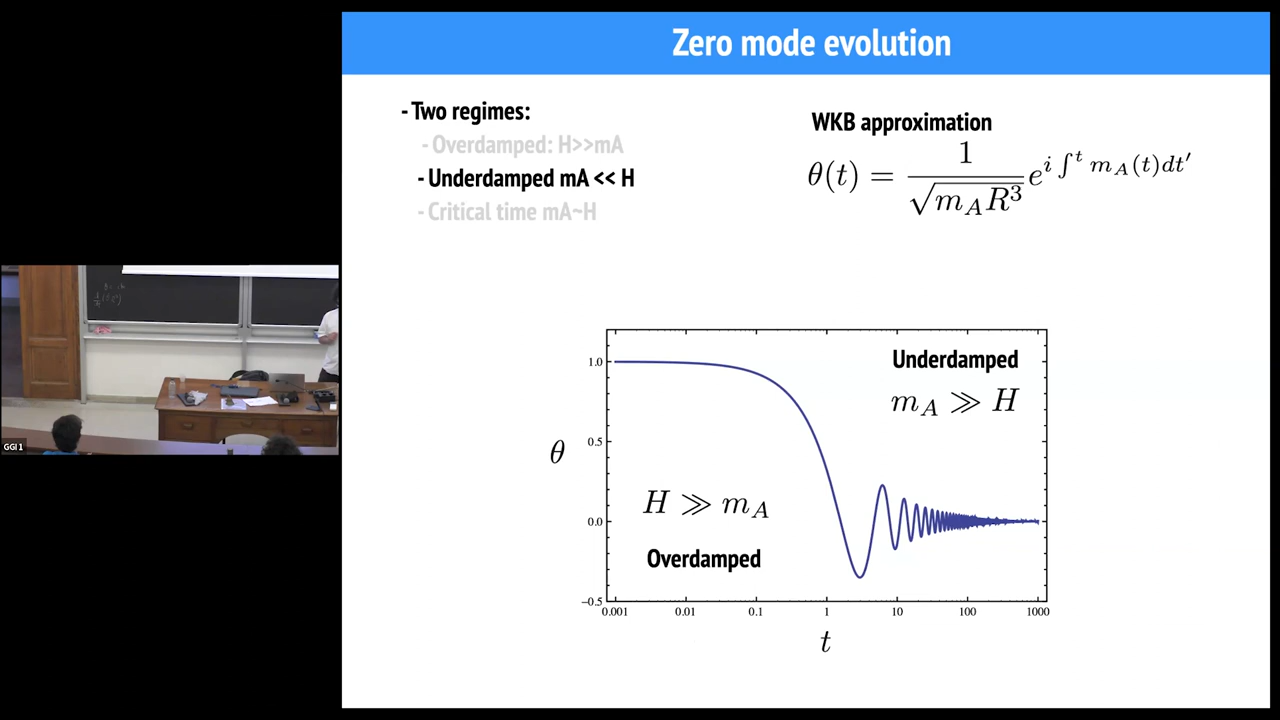 Zero mode evolution
- Two regimes:
- Overdamped: H>>mA
- Underdamped mA << H
- Critical time mA~H
WKB approximation
θ(t) = 1/√(m_A R³) e^{i ∫^t m_A(t)dt′}
Underdamped
m_A ≫ H
H ≫ m_A
Overdamped
θ
1.0
0.5
0.0
−0.5
0.001 0.01 0.1 1 10 100 1000
t
GGI 1